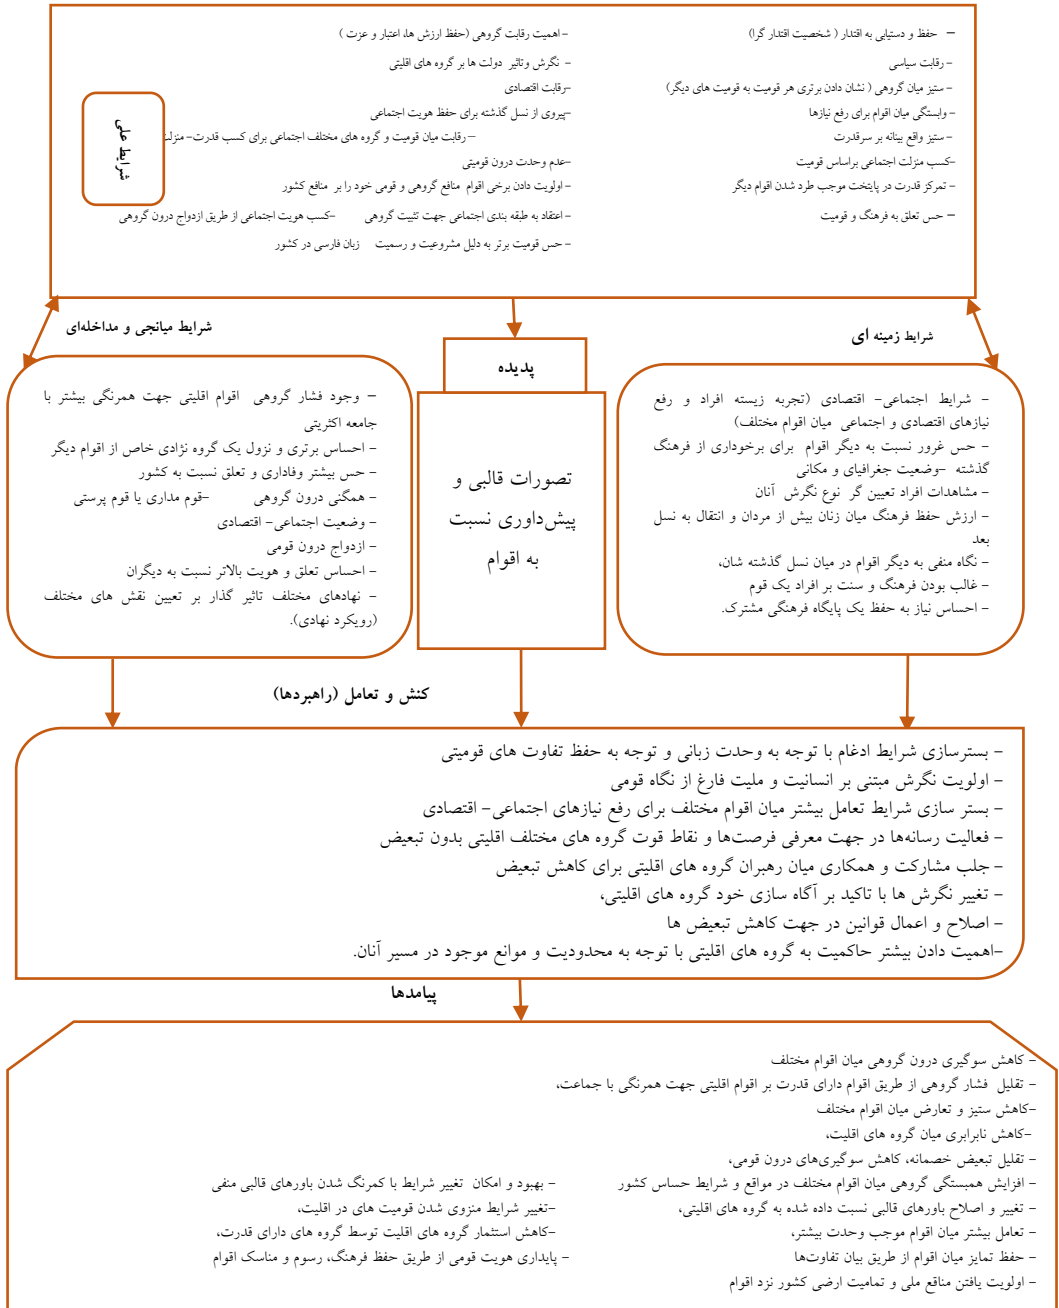 – حفظ و دستیابی به اقتدار ( شخصیت اقتدار گرا)
– رقابت سیاسی
– ستیز میان گروهی ( نشان دادن برتری هر قومیت به قومیت های دیگر)
– وابستگی میان اقوام برای رفع نیازها
– ستیز واقع بینانه بر سرقدرت
–کسب منزلت اجتماعی براساس قومیت
– تمرکز قدرت در پایتخت موجب طرد شدن اقوام دیگر
– حس تعلق به فرهنگ و قومیت
– اهمیت رقابت گروهی (حفظ ارزش ها، اعتبار و عزت )
– نگرش وتاثیر دولت ها بر گروه های اقلیتی
–رقابت اقتصادی
–پیروی از نسل گذشته برای حفظ هویت اجتماعی
– رقابت میان قومیت و گروه های مختلف اجتماعی برای کسب قدرت– منزلت
–عدم وحدت درون قومیتی
– اولویت دادن برخی اقوام منافع گروهی و قومی خود را بر منافع کشور
– اعتقاد به طبقه بندی اجتماعی جهت تثبیت گروهی –کسب هویت اجتماعی از طریق ازدواج درون گروهی
– حس قومیت برتر به دلیل مشروعیت و رسمیت زبان فارسی در کشور
شرایط علی
شرایط زمینه ای
– شرایط اجتماعی– اقتصادی (تجربه زیسته افراد و رفع
نیازهای اقتصادی و اجتماعی میان اقوام مختلف)
– حس غرور نسبت به دیگر اقوام برای برخوداری از فرهنگ
گذشته –وضعیت جغرافیای و مکانی
– مشاهدات افراد تعیین گر نوع نگرش آنان
– ارزش حفظ فرهنگ میان زنان بیش از مردان و انتقال به نسل
بعد
– نگاه منفی به دیگر اقوام در میان نسل گذشته شان،
– غالب بودن فرهنگ و سنت بر افراد یک قوم
– احساس نیاز به حفظ یک پایگاه فرهنگی مشترک.
پدیده
تصورات قالبی و
پیش‌داوری نسبت
به اقوام
شرایط میانجی و مداخله‌ای
– وجود فشار گروهی اقوام اقلیتی جهت همرنگی بیشتر با
جامعه اکثریتی
– احساس برتری و نزول یک گروه نژادی خاص از اقوام دیگر
– حس بیشتر وفاداری و تعلق نسبت به کشور
– همگنی درون گروهی –قوم مداری یا قوم پرستی
– وضعیت اجتماعی– اقتصادی
– ازدواج درون قومی
– احساس تعلق و هویت بالاتر نسبت به دیگران
– نهادهای مختلف تاثیر گذار بر تعیین نقش های مختلف
(رویکرد نهادی).
کنش و تعامل (راهبردها)
– بسترسازی شرایط ادغام با توجه به وحدت زبانی و توجه به حفظ تفاوت های قومیتی
– اولویت نگرش مبتنی بر انسانیت و ملیت فارغ از نگاه قومی
– بستر سازی شرایط تعامل بیشتر میان اقوام مختلف برای رفع نیازهای اجتماعی– اقتصادی
– فعالیت رسانه‌ها در جهت معرفی فرصت‌ها و نقاط قوت گروه های مختلف اقلیتی بدون تبعیض
– جلب مشارکت و همکاری میان رهبران گروه های اقلیتی برای کاهش تبعیض
– تغییر نگرش ها با تاکید بر آگاه سازی خود گروه های اقلیتی،
– اصلاح و اعمال قوانین در جهت کاهش تبعیض ها
–اهمیت دادن بیشتر حاکمیت به گروه های اقلیتی با توجه به محدودیت و موانع موجود در مسیر آنان.
پیامدها
– کاهش سوگیری درون گروهی میان اقوام مختلف
– تقلیل فشار گروهی از طریق اقوام دارای قدرت بر اقوام اقلیتی جهت همرنگی با جماعت،
–کاهش ستیز و تعارض میان اقوام مختلف
–کاهش نابرابری میان گروه های اقلیت،
– تقلیل تبعیض خصمانه، کاهش سوگیری‌های درون قومی،
– افزایش همبستگی گروهی میان اقوام مختلف در مواقع و شرایط حساس کشور
– تغییر و اصلاح باورهای قالبی نسبت داده شده به گروه های اقلیتی،
– تعامل بیشتر میان اقوام موجب وحدت بیشتر،
– حفظ تمایز میان اقوام از طریق بیان تفاوت‌ها
– اولویت یافتن مناقع ملی و تمامیت ارضی کشور نزد اقوام
– بهبود و امکان تغییر شرایط با کمرنگ شدن باورهای قالبی منفی
–تغییر شرایط منزوی شدن قومیت های در اقلیت،
–کاهش استثمار گروه های اقلیت توسط گروه های دارای قدرت،
– پایداری هویت قومی از طریق حفظ فرهنگ، رسوم و مناسک اقوام